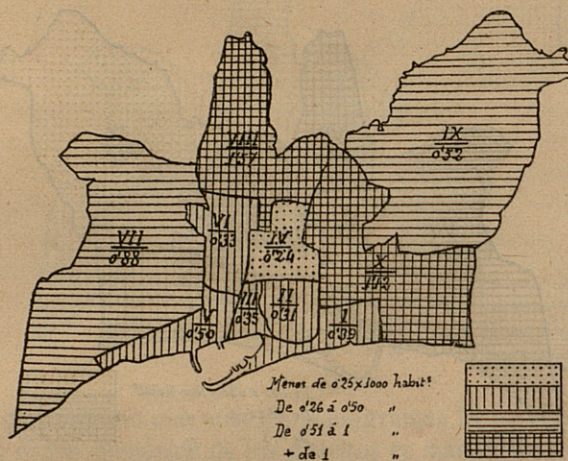 VIII
1'57
IX
0'52
VI
0'33
VII
0'88
IV
0'24
X
1'12
III
0'35
II
0'31
V
0'50
I
0'39
Menos de 0'25 x 1000 habitˢ
De 0'26 á 0'50 "
De 0'51 á 1 "
+ de 1 "